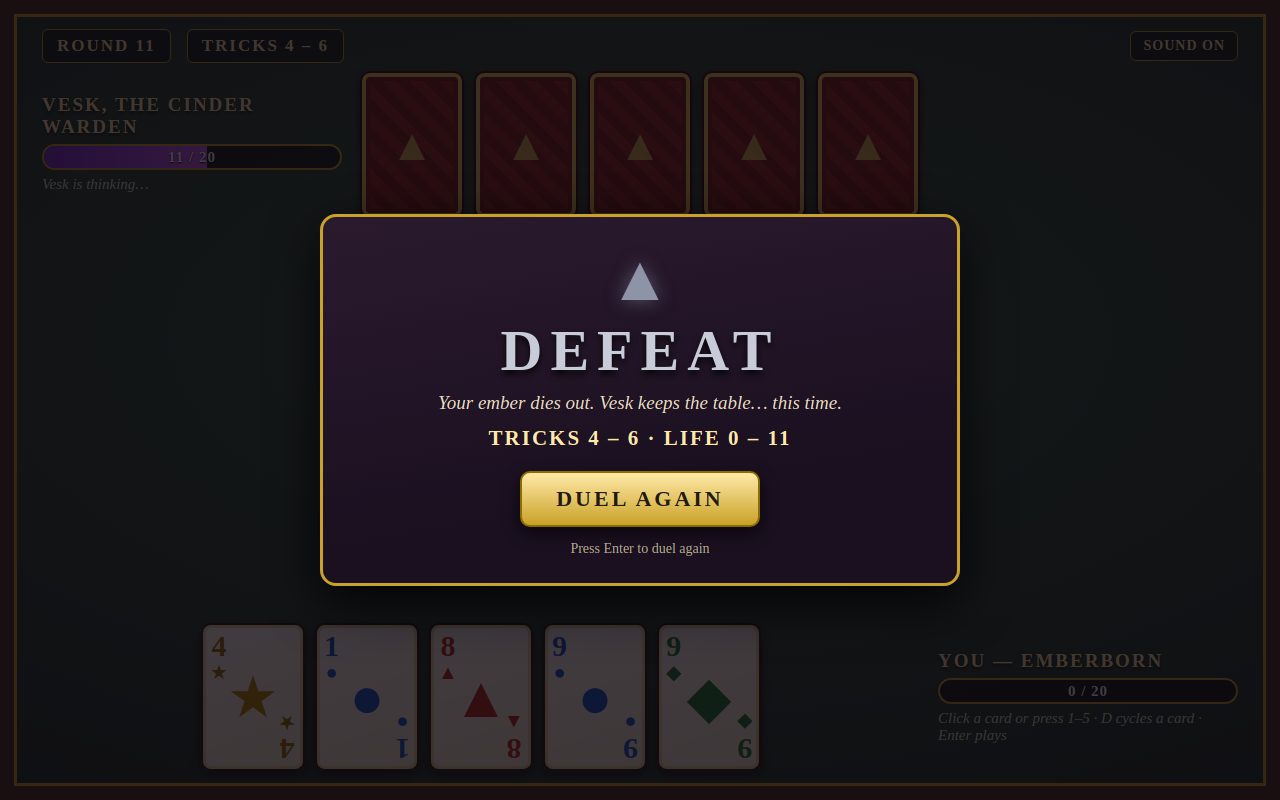 ROUND 11
TRICKS 4 – 6
SOUND ON
VESK, THE CINDER
WARDEN
11 / 20
Vesk is thinking…
DEFEAT
Your ember dies out. Vesk keeps the table… this time.
TRICKS 4 – 6 · LIFE 0 – 11
DUEL AGAIN
Press Enter to duel again
4
4
1
1
8
8
9
9
9
9
YOU — EMBERBORN
0 / 20
Click a card or press 1–5 · D cycles a card ·
Enter plays